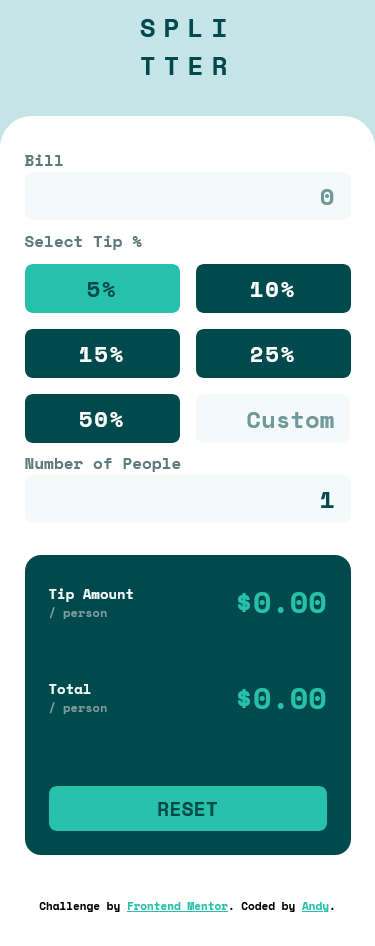 SPLI
TTER
Bill
0
Select Tip %
5% 10%
15% 25%
50% Custom
Number of People
1
Tip Amount
/ person
$0.00
Total
/ person
$0.00
RESET
Challenge by Frontend Mentor. Coded by Andy.